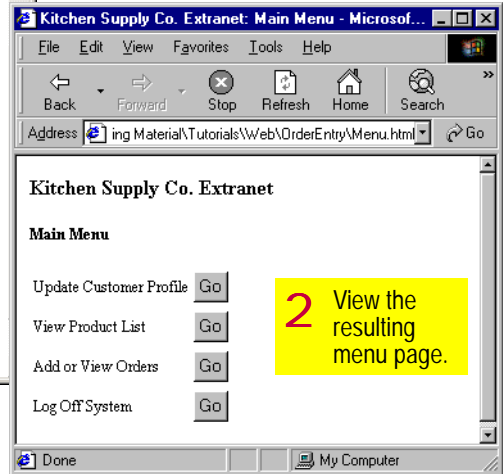 Kitchen Supply Co. Extranet: Main Menu - Microsof...
File Edit View Favorites Tools Help
Back Forward Stop Refresh Home Search »
Address ing Material\Tutorials\Web\OrderEntry\Menu.html Go
Kitchen Supply Co. Extranet
Main Menu
Update Customer Profile Go
View Product List Go
Add or View Orders Go
Log Off System Go
2 View the
resulting
menu page.
Done My Computer